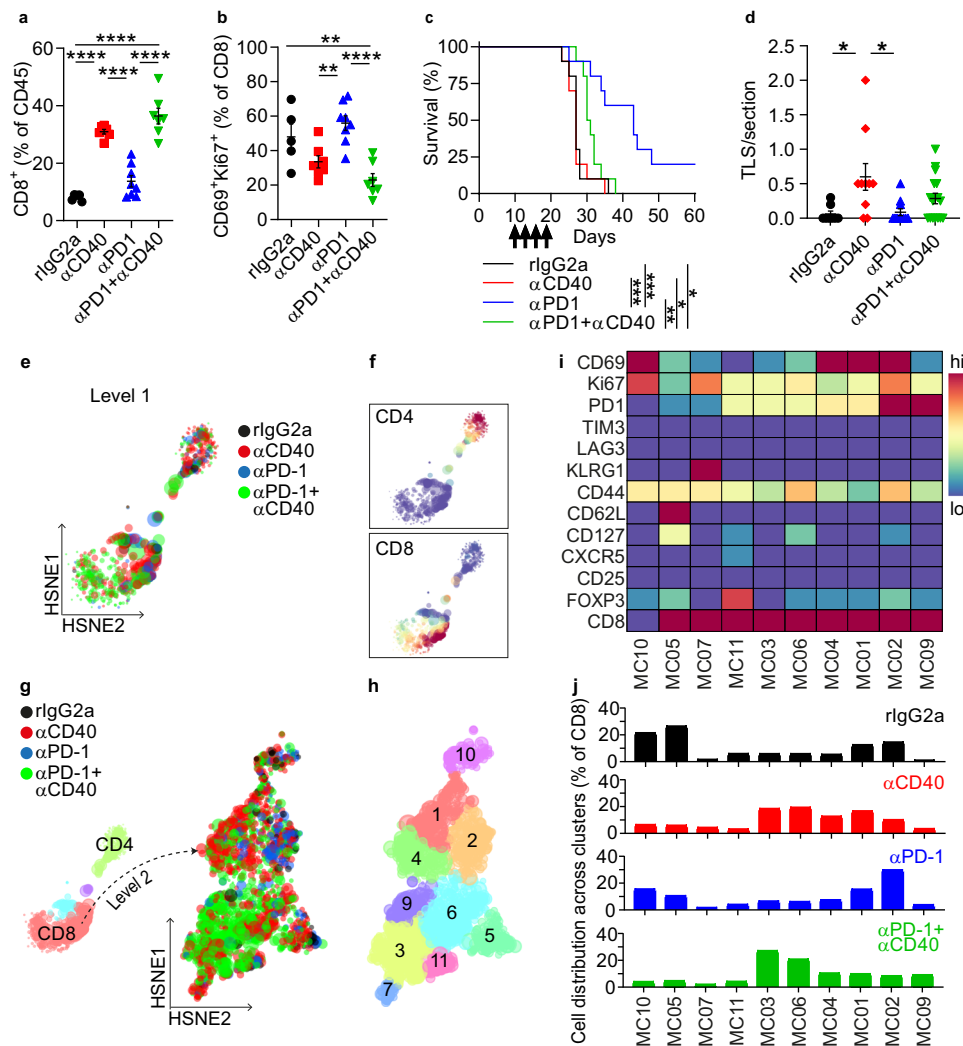 a
****
****
****
****
CD8+ (% of CD45)
60
40
20
0
rIgG2a
αCD40
αPD1
αPD1+αCD40
b
**
****
**
CD69+Ki67+ (% of CD8)
100
80
60
40
20
0
rIgG2a
αCD40
αPD1
αPD1+αCD40
c
Survival (%)
100
75
50
25
0
0
20
40
60
Days
rIgG2a
αCD40
αPD1
αPD1+αCD40
***
***
**
*
*
d
*
*
TLS/section
2.5
2.0
1.5
1.0
0.5
0.0
rIgG2a
αCD40
αPD1
αPD1+αCD40
e
Level 1
rIgG2a
αCD40
αPD-1
αPD-1+
αCD40
HSNE1
HSNE2
f
CD4
CD8
i
CD69
Ki67
PD1
TIM3
LAG3
KLRG1
CD44
CD62L
CD127
CXCR5
CD25
FOXP3
CD8
hi
lo
MC10
MC05
MC07
MC11
MC03
MC06
MC04
MC01
MC02
MC09
g
rIgG2a
αCD40
αPD-1
αPD-1+
αCD40
CD4
Level 2
CD8
HSNE1
HSNE2
h
10
1
2
4
9
6
3
5
11
7
j
Cell distribution across clusters (% of CD8)
40
20
0
rIgG2a
40
20
0
αCD40
40
20
0
αPD-1
40
20
0
αPD-1+
αCD40
MC10
MC05
MC07
MC11
MC03
MC06
MC04
MC01
MC02
MC09